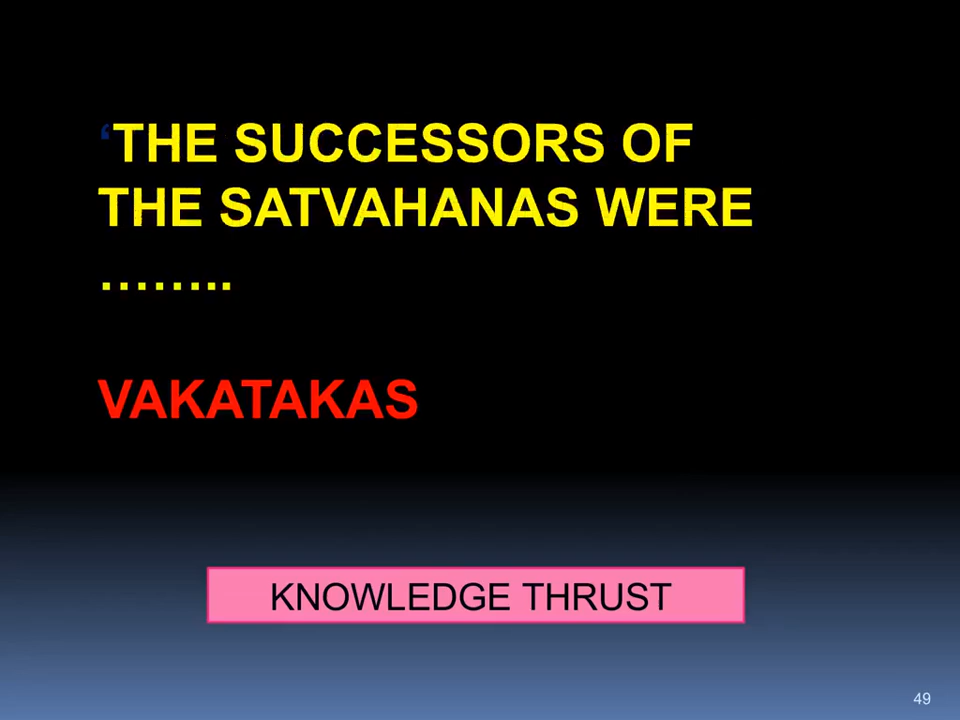 ‘THE SUCCESSORS OF
THE SATVAHANAS WERE
……..
VAKATAKAS
KNOWLEDGE THRUST
49